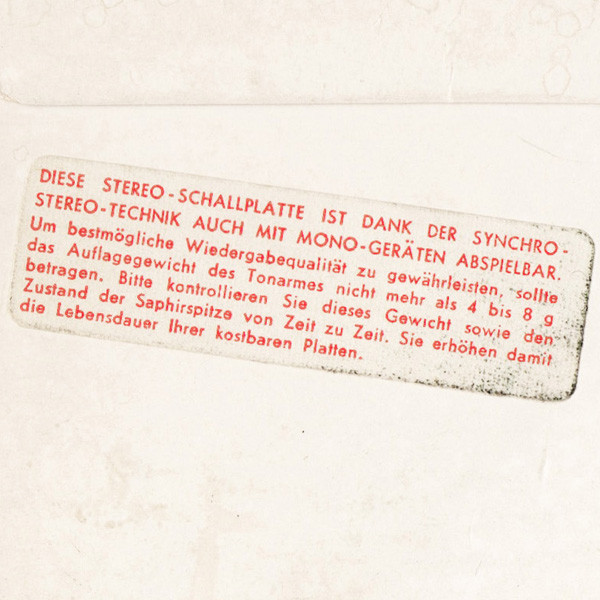 DIESE STEREO-SCHALLPLATTE IST DANK DER SYNCHRO-
STEREO-TECHNIK AUCH MIT MONO-GERÄTEN ABSPIELBAR.
Um bestmögliche Wiedergabequalität zu gewährleisten, sollte
das Auflagegewicht des Tonarmes nicht mehr als 4 bis 8 g
betragen. Bitte kontrollieren Sie dieses Gewicht sowie den
Zustand der Saphirspitze von Zeit zu Zeit. Sie erhöhen damit
die Lebensdauer Ihrer kostbaren Platten.